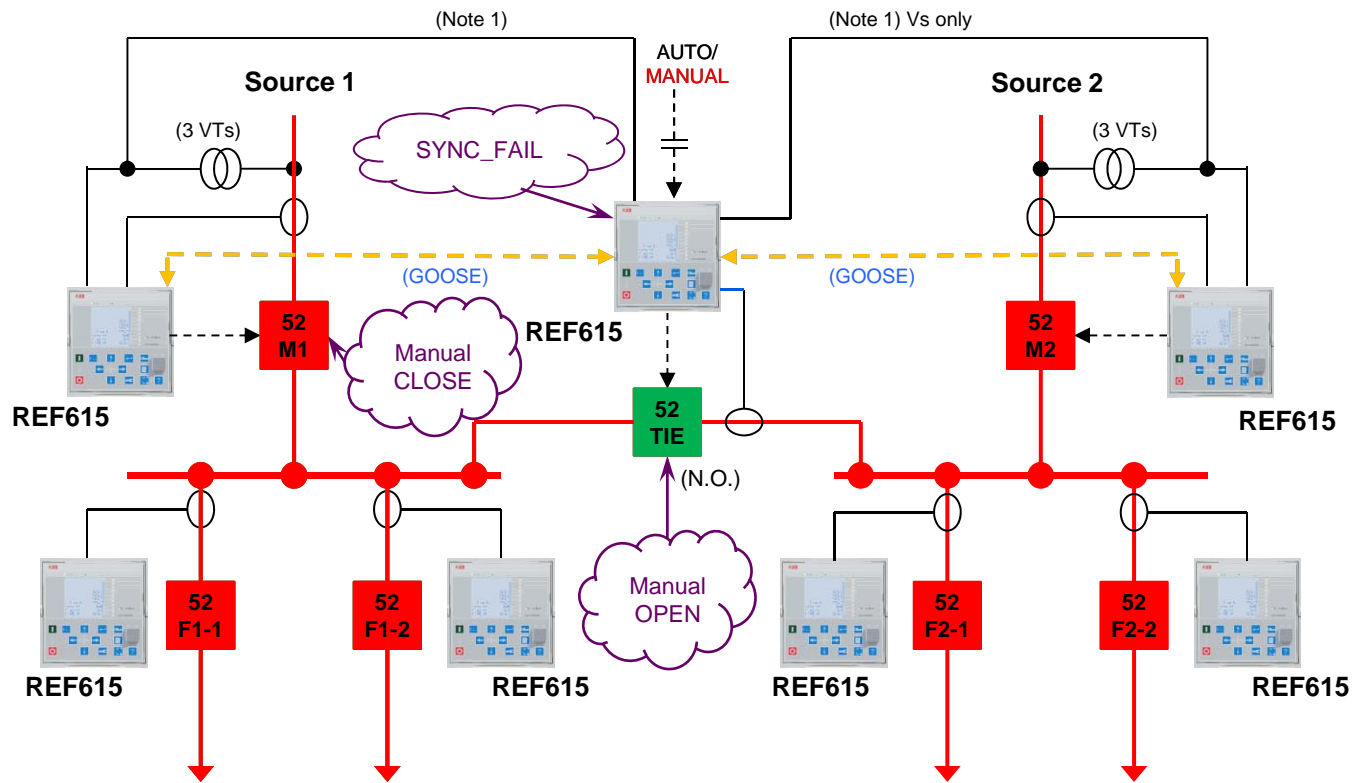 (Note 1)
(Note 1) Vs only
AUTO/
MANUAL
Source 1
Source 2
(3 VTs)
(3 VTs)
SYNC_FAIL
(GOOSE)
(GOOSE)
REF615
52
M1
Manual
CLOSE
52
M2
REF615
REF615
52
TIE
(N.O.)
Manual
OPEN
52
F1-1
52
F1-2
52
F2-1
52
F2-2
REF615
REF615
REF615
REF615